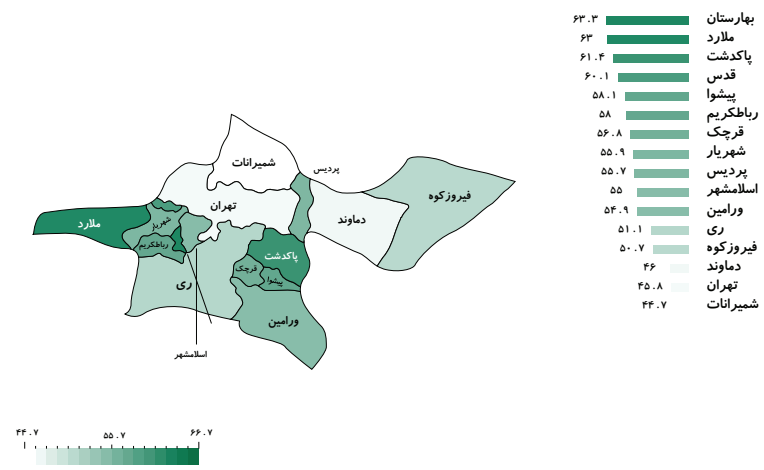 بهارستان ۶۳.۳
ملارد ۶۳
پاکدشت ۶۱.۴
قدس ۶۰.۱
پیشوا ۵۸.۱
رباطکریم ۵۸
قرچک ۵۶.۸
شهریار ۵۵.۹
پردیس ۵۵.۷
اسلامشهر ۵۵
ورامین ۵۴.۹
ری ۵۱.۱
فیروزکوه ۵۰.۷
دماوند ۴۶
تهران ۴۵.۸
شمیرانات ۴۴.۷
شمیرانات
پردیس
فیروزکوه
تهران
دماوند
ملارد
شهریار
رباطکریم
پاکدشت
قرچک
پیشوا
ری
ورامین
اسلامشهر
۴۴.۷ ۵۵.۷ ۶۶.۷